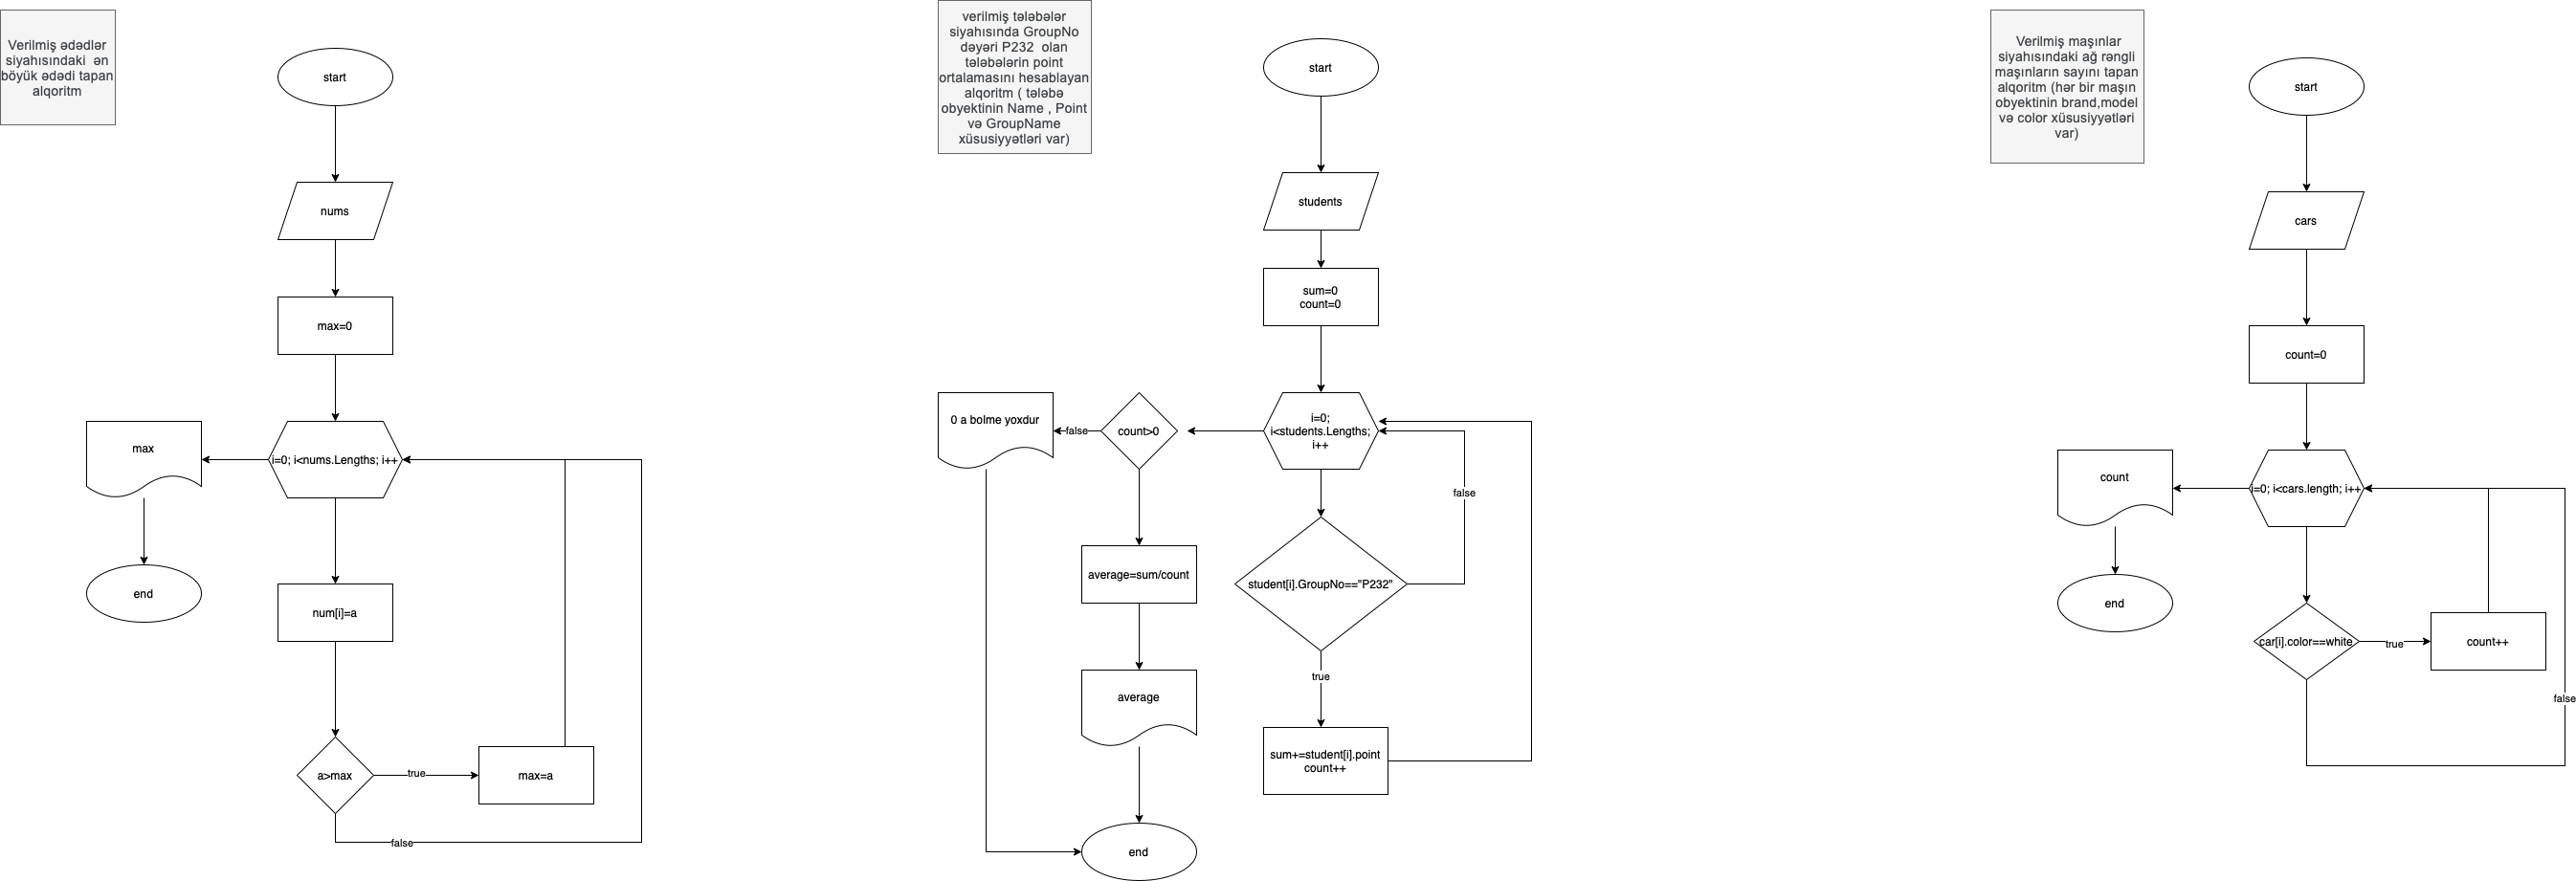 Verilmiş ədədlər
siyahısındaki  ən
böyük ədədi tapan
alqoritm
start
nums
max=0
i=0; i<nums.Lengths; i++
max
end
num[i]=a
a>max
true
max=a
false
verilmiş tələbələr
siyahısında GroupNo
dəyəri P232  olan
tələbələrin point
ortalamasını hesablayan
alqoritm ( tələbə
obyektinin Name , Point
və GroupName
xüsusiyyətləri var)
start
students
sum=0
count=0
i=0;
i<students.Lengths;
i++
count>0
false
0 a bolme yoxdur
average=sum/count
average
end
false
student[i].GroupNo=="P232"
true
sum+=student[i].point
count++
Verilmiş maşınlar
siyahısındaki ağ rəngli
maşınların sayını tapan
alqoritm (hər bir maşın
obyektinin brand,model
və color xüsusiyyətləri
var)
start
cars
count=0
i=0; i<cars.length; i++
count
end
car[i].color==white
true
count++
false